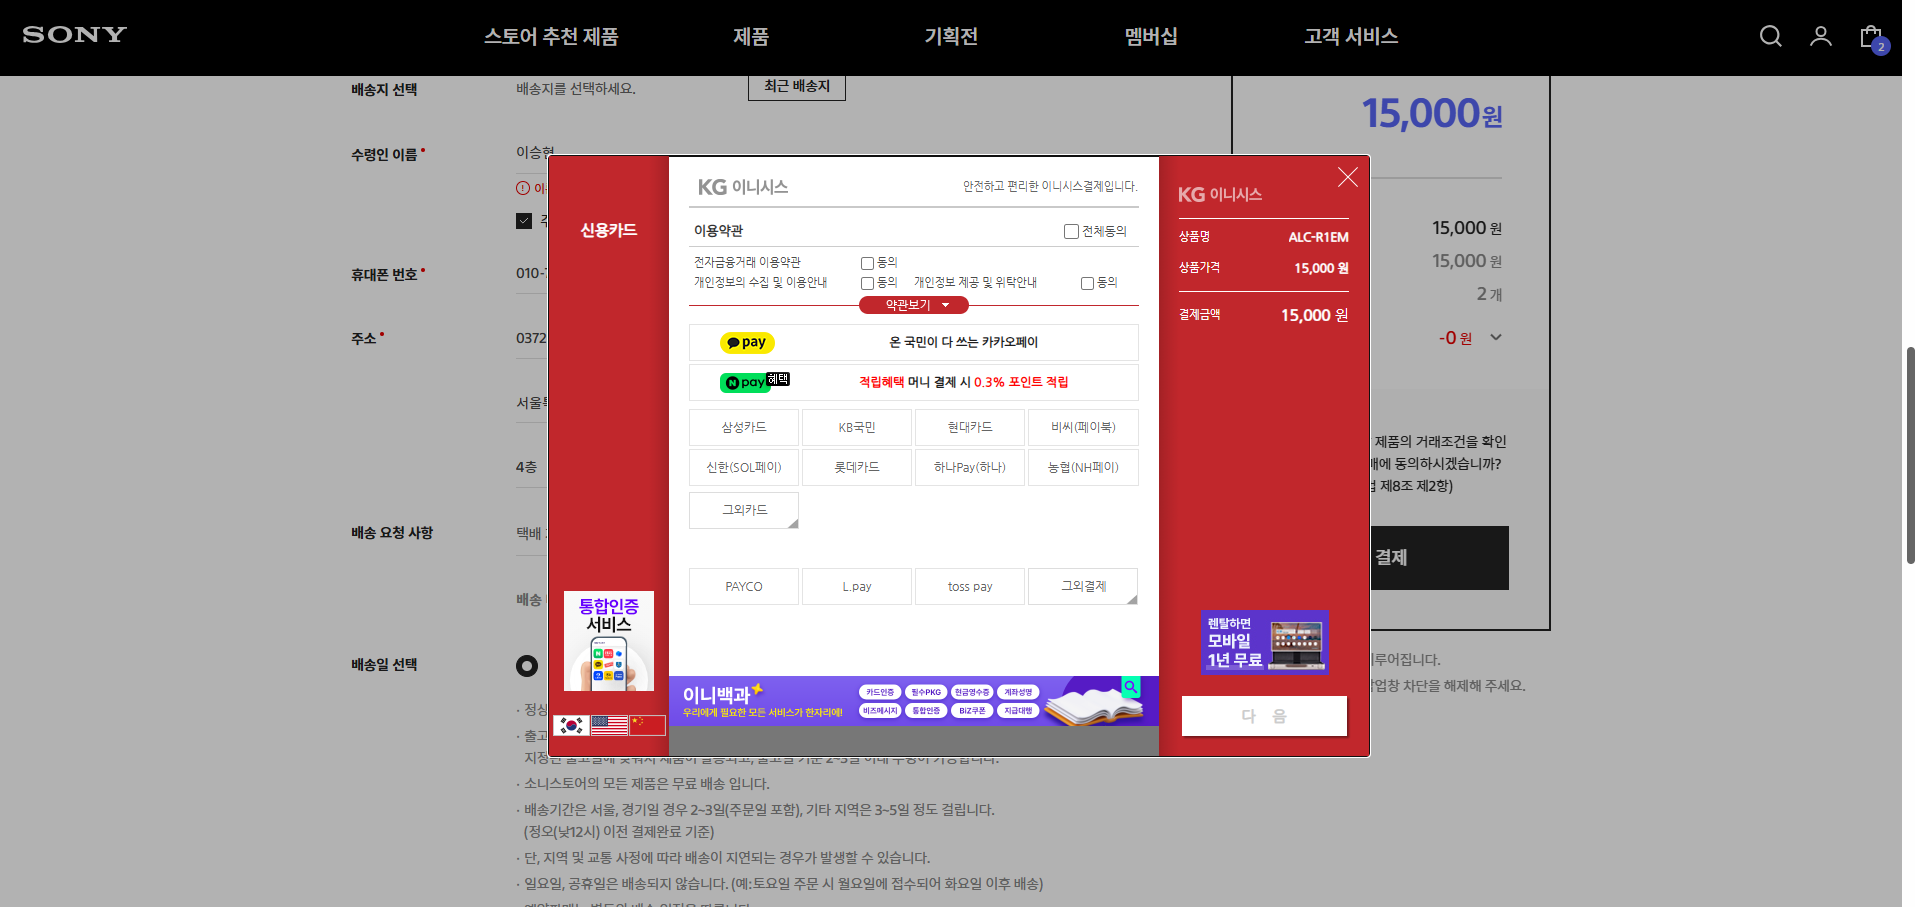 SONY
스토어 추천 제품
제품
기획전
멤버십
고객 서비스
2
배송지 선택
배송지를 선택하세요.
최근 배송지
수령인 이름
이승현
휴대폰 번호
010-
주소
0372
서울
4층
배송 요청 사항
택배
배송
배송일 선택
· 정상
· 출고
· 소니스토어의 모든 제품은 무료 배송 입니다.
· 배송기간은 서울, 경기일 경우 2~3일(주문일 포함), 기타 지역은 3~5일 정도 걸립니다.
(정오(낮12시) 이전 결제완료 기준)
· 단, 지역 및 교통 사정에 따라 배송이 지연되는 경우가 발생할 수 있습니다.
· 일요일, 공휴일은 배송되지 않습니다. (예:토요일 주문 시 월요일에 접수되어 화요일 이후 배송)
신용카드
통합인증
서비스
KG 이니시스
안전하고 편리한 이니시스결제입니다.
이용약관
전체동의
전자금융거래 이용약관
동의
개인정보의 수집 및 이용안내
동의
개인정보 제공 및 위탁안내
동의
약관보기
pay
온 국민이 다 쓰는 카카오페이
N pay 혜택
적립혜택 머니 결제 시 0.3% 포인트 적립
삼성카드
KB국민
현대카드
비씨(페이북)
신한(SOL페이)
롯데카드
하나Pay(하나)
농협(NH페이)
그외카드
PAYCO
L.pay
toss pay
그외결제
이니백과
우리에게 필요한 모든 서비스가 한자리에!
카드인증
필수PKG
현금영수증
계좌성명
비즈메시지
통합인증
BiZ쿠폰
지급대행
KG 이니시스
상품명
ALC-R1EM
상품가격
15,000 원
결제금액
15,000 원
렌탈하면
모바일
1년 무료
다 음
15,000원
15,000 원
15,000 원
2 개
-0 원
제품의 거래조건을 확인
에 동의하시겠습니까?
제8조 제2항)
결제
루어집니다.
업창 차단을 해제해 주세요.